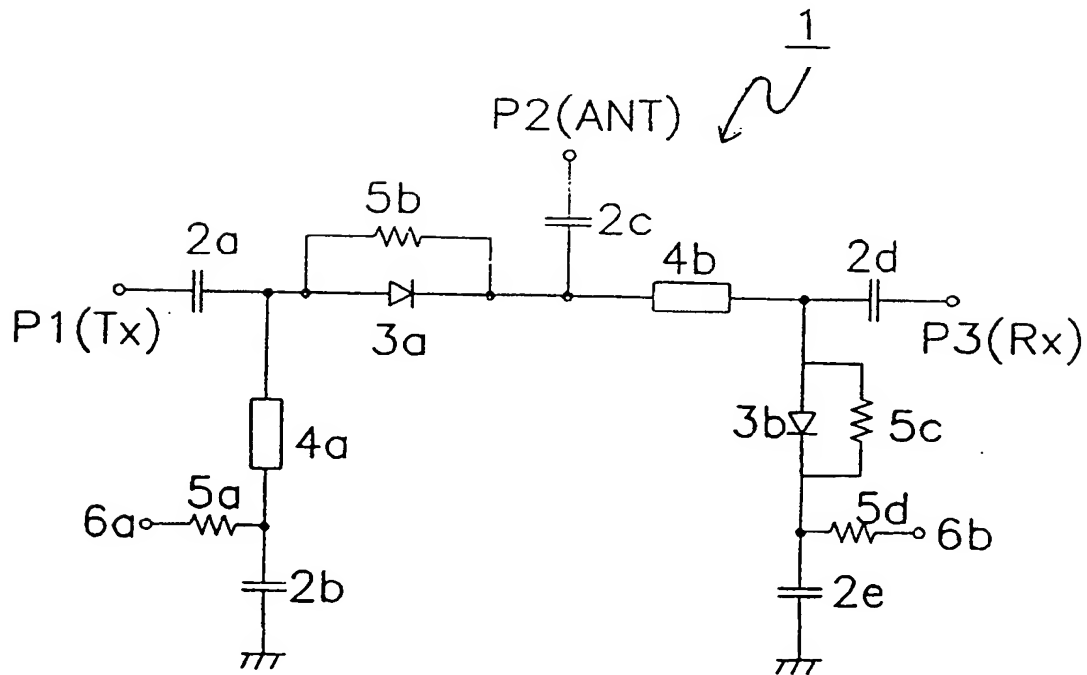 1
P2(ANT)
5b
2c
2a
4b
2d
P1(Tx)
3a
P3(Rx)
4a
3b
5c
5a
6a
5d
6b
2b
2e